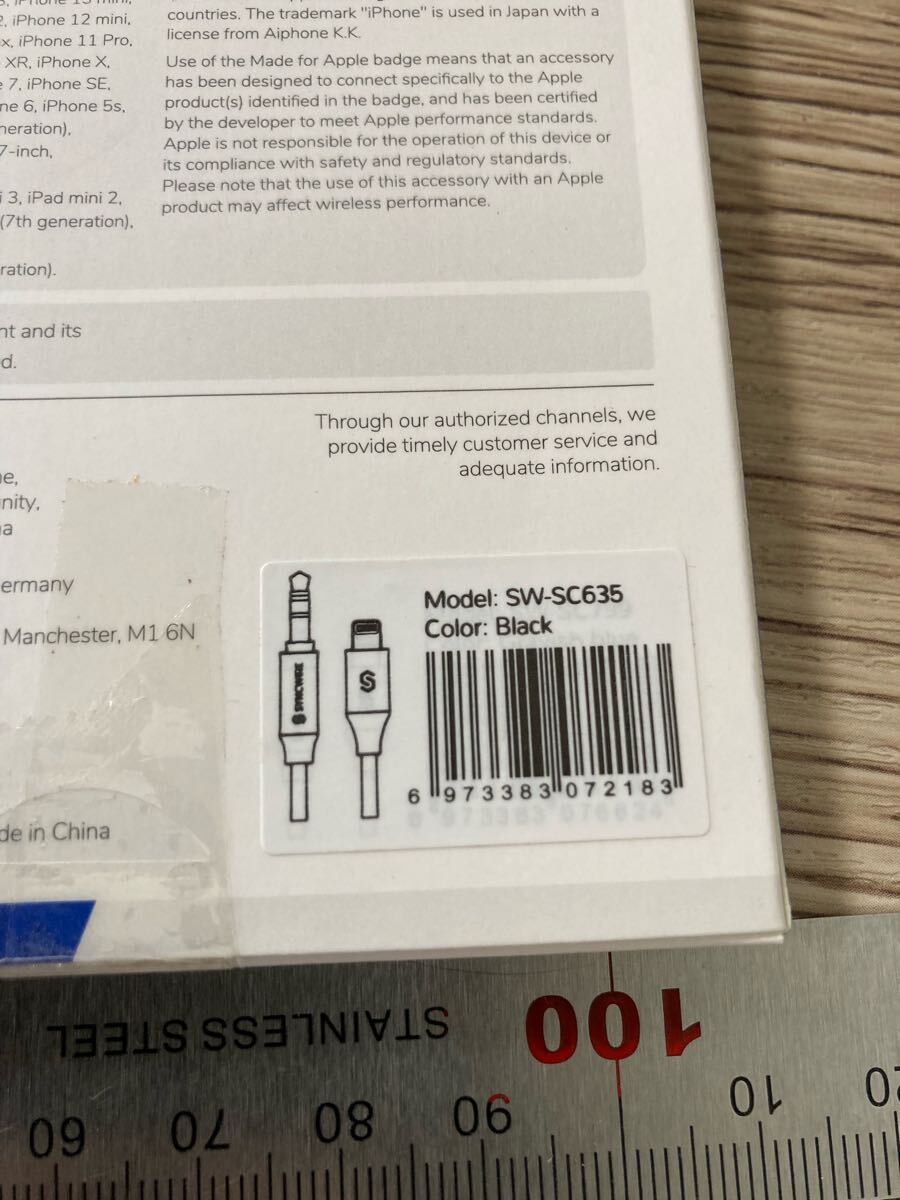 2, iPhone 12 mini,
x, iPhone 11 Pro,
XR, iPhone X,
7, iPhone SE,
ne 6, iPhone 5s,
neration),
7-inch,
i 3, iPad mini 2,
(7th generation),
ration).
countries. The trademark "iPhone" is used in Japan with a
license from Aiphone K.K.
Use of the Made for Apple badge means that an accessory
has been designed to connect specifically to the Apple
product(s) identified in the badge, and has been certified
by the developer to meet Apple performance standards.
Apple is not responsible for the operation of this device or
its compliance with safety and regulatory standards.
Please note that the use of this accessory with an Apple
product may affect wireless performance.
nt and its
d.
Through our authorized channels, we
provide timely customer service and
adequate information.
ne,
nity,
na
ermany
Manchester, M1 6N
de in China
SYNCWIRE
Model: SW-SC635
Color: Black
6 973383 072183
STAINLESS STEEL
100
60 70 80 90 10 20